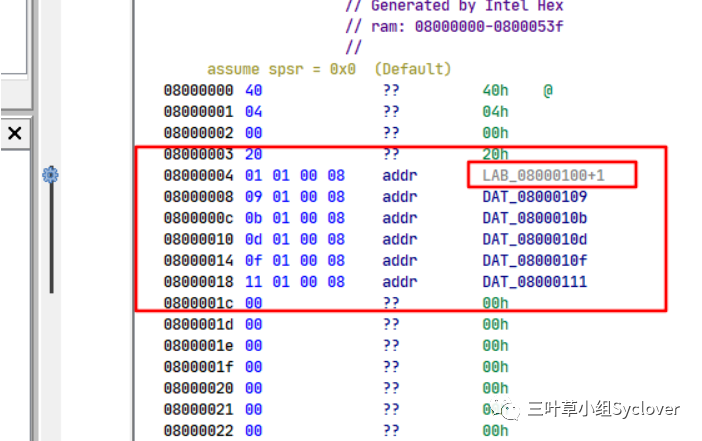 // Generated by Intel Hex
// ram: 08000000-0800053f
//
assume spsr = 0x0 (Default)
08000000 40 ?? 40h @
08000001 04 ?? 04h
08000002 00 ?? 00h
08000003 20 ?? 20h
08000004 01 01 00 08 addr LAB_08000100+1
08000008 09 01 00 08 addr DAT_08000109
0800000c 0b 01 00 08 addr DAT_0800010b
08000010 0d 01 00 08 addr DAT_0800010d
08000014 0f 01 00 08 addr DAT_0800010f
08000018 11 01 00 08 addr DAT_08000111
0800001c 00 ?? 00h
0800001d 00 ?? 00h
0800001e 00 ?? 00h
0800001f 00 ?? 00h
08000020 00 ?? 00h
08000021 00 ??
08000022 00 ?? 00h
三叶草小组Syclover